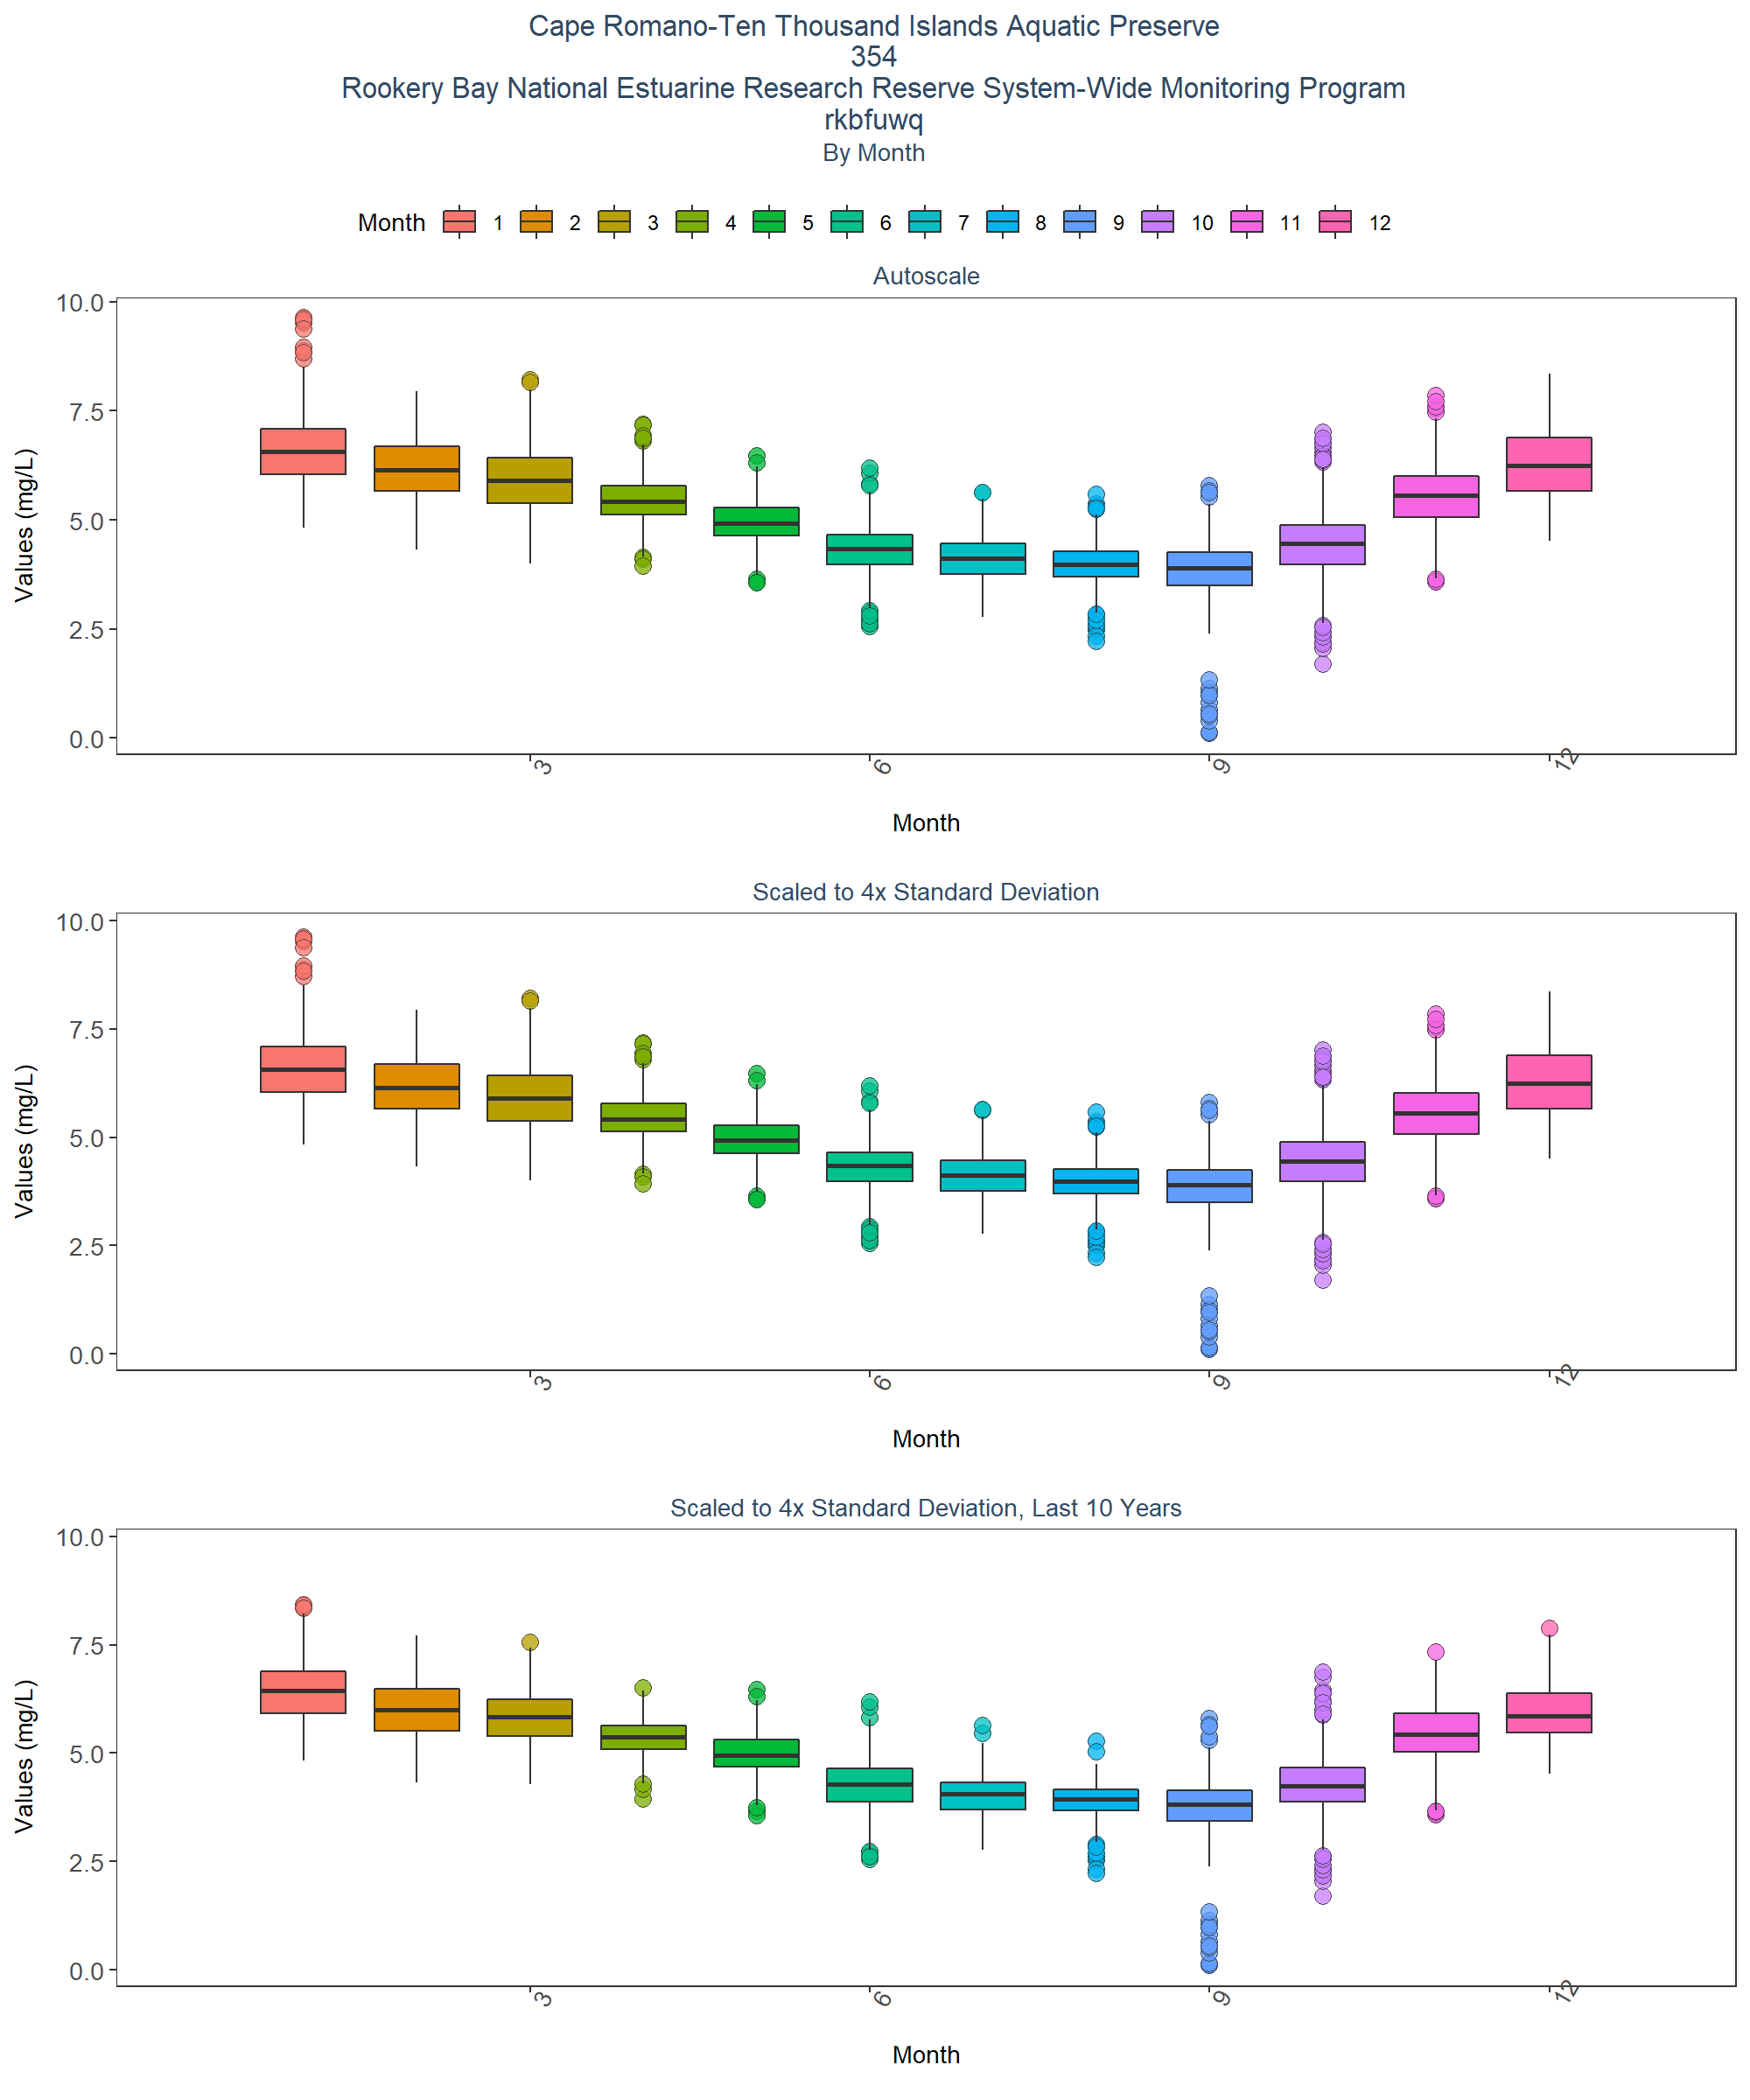 Cape Romano-Ten Thousand Islands Aquatic Preserve
354
Rookery Bay National Estuarine Research Reserve System-Wide Monitoring Program
rkbfuwq
By Month
Month 1 2 3 4 5 6 7 8 9 10 11 12
Autoscale
10.0
7.5
5.0
2.5
0.0
Values (mg/L)
3 6 9 12
Month
Scaled to 4x Standard Deviation
10.0
7.5
5.0
2.5
0.0
Values (mg/L)
3 6 9 12
Month
Scaled to 4x Standard Deviation, Last 10 Years
10.0
7.5
5.0
2.5
0.0
Values (mg/L)
3 6 9 12
Month